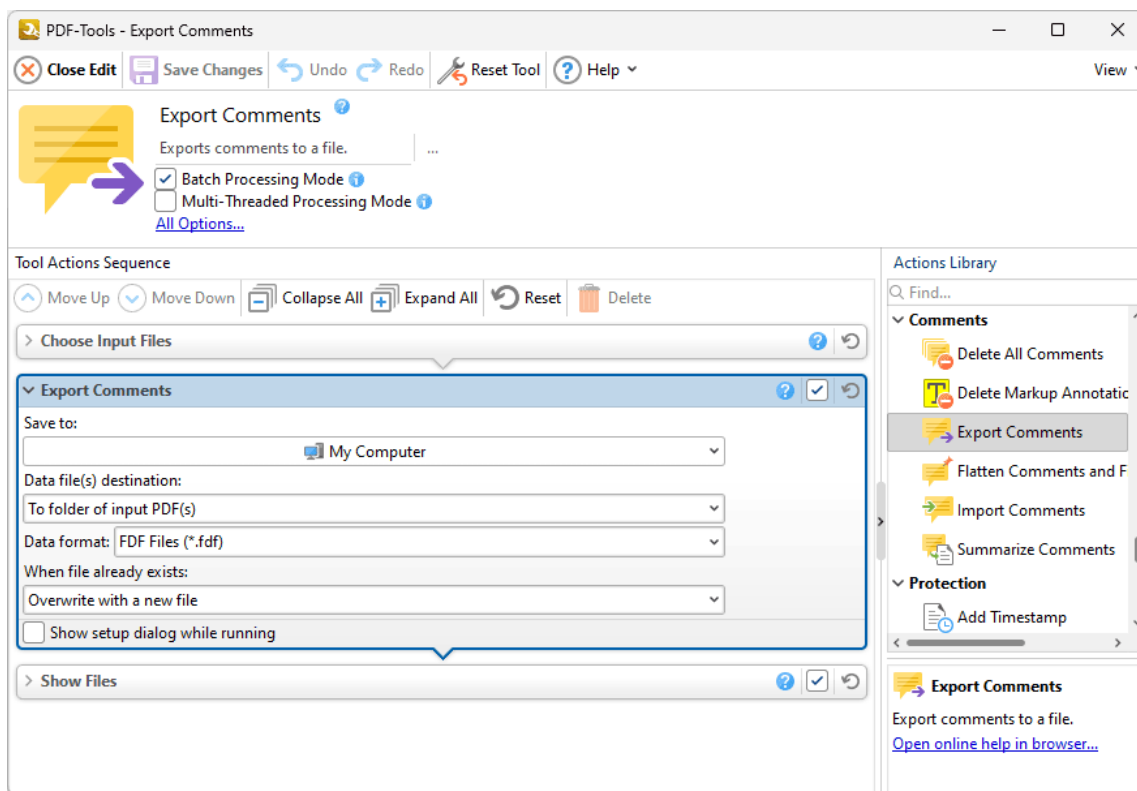 PDF-Tools - Export Comments
Close Edit Save Changes Undo Redo Reset Tool ? Help View
Export Comments ?
Exports comments to a file. ...
Batch Processing Mode i
Multi-Threaded Processing Mode i
All Options...
Tool Actions Sequence
Move Up Move Down Collapse All Expand All Reset Delete
Choose Input Files ?
Export Comments ?
Save to:
My Computer
Data file(s) destination:
To folder of input PDF(s)
Data format: FDF Files (*.fdf)
When file already exists:
Overwrite with a new file
Show setup dialog while running
Show Files ?
Actions Library
Find...
Comments
Delete All Comments
T Delete Markup Annotatic
Export Comments
Flatten Comments and F
Import Comments
Summarize Comments
Protection
Add Timestamp
Export Comments
Export comments to a file.
Open online help in browser...